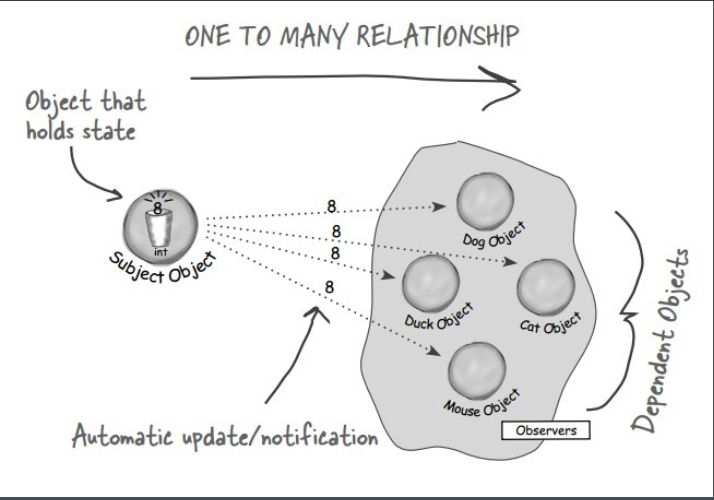 ONE TO MANY RELATIONSHIP
Object that
holds state
8
int
Subject Object
8
8
8
8
Dog Object
Duck Object
Cat Object
Mouse Object
Observers
Dependent Objects
Automatic update/notification